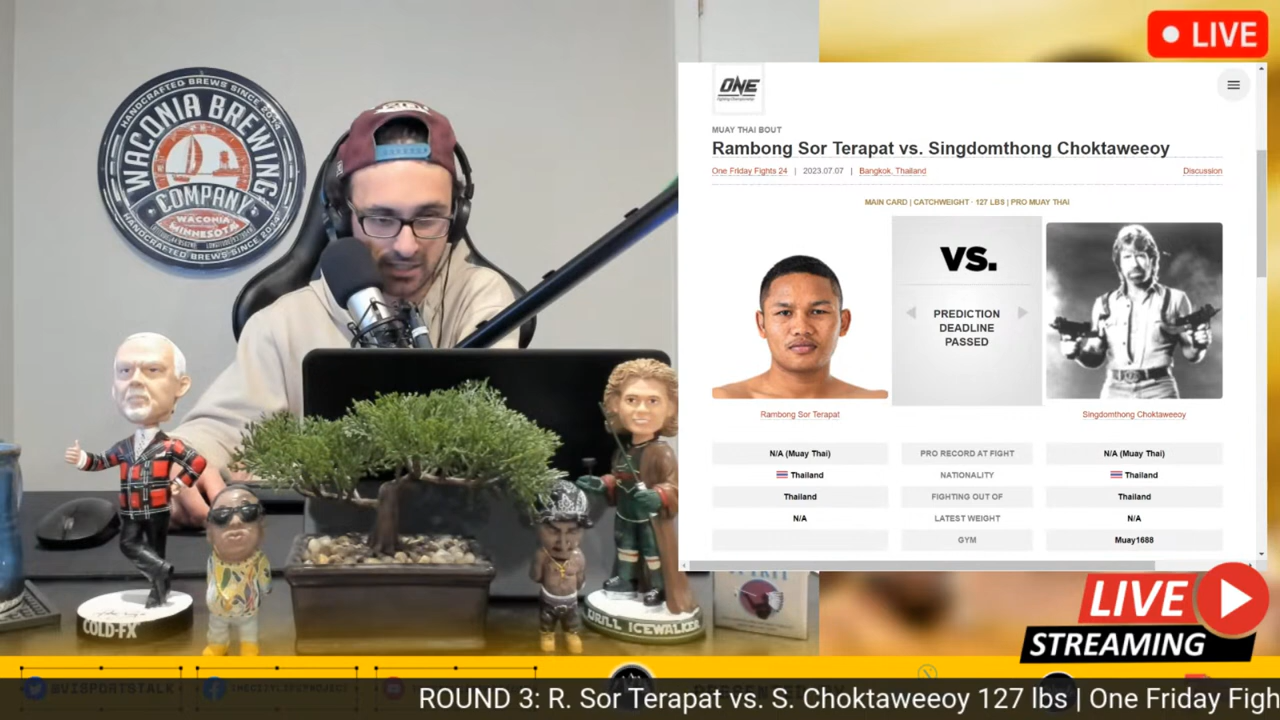 LIVE
HANDCRAFTED BREWS SINCE 2014
WACONIA BREWING
COMPANY
WACONIA
MINNESOTA
HANDCRAFTED BREWS
ONE
MUAY THAI BOUT
Rambong Sor Terapat vs. Singdomthong Choktaweeoy
One Friday Fights 24 | 2023.07.07 | Bangkok, Thailand
Discussion
MAIN CARD | CATCHWEIGHT · 127 LBS | PRO MUAY THAI
VS.
PREDICTION
DEADLINE
PASSED
Rambong Sor Terapat
Singdomthong Choktaweeoy
N/A (Muay Thai) PRO RECORD AT FIGHT N/A (Muay Thai)
Thailand NATIONALITY Thailand
Thailand FIGHTING OUT OF Thailand
N/A LATEST WEIGHT N/A
GYM Muay1688
COLD-FX
DRILL ICEWALKER
LIVE
STREAMING
@VISPORTSTALK
ROUND 3: R. Sor Terapat vs. S. Choktaweeoy 127 lbs | One Friday Figh